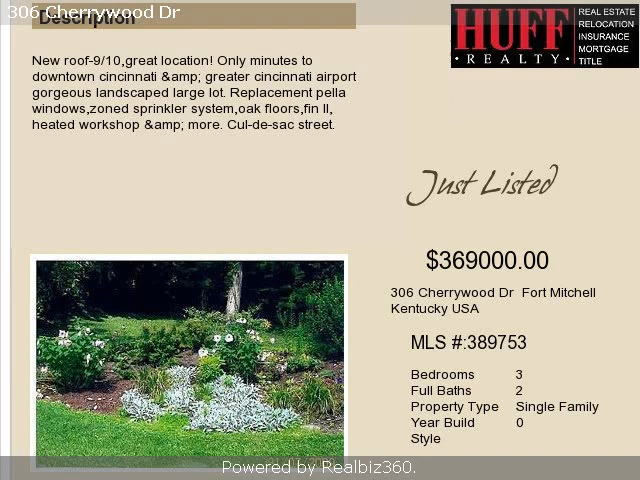 306 Cherrywood Dr
Description
New roof-9/10,great location! Only minutes to
downtown cincinnati &amp; greater cincinnati airport
gorgeous landscaped large lot. Replacement pella
windows,zoned sprinkler system,oak floors,fin ll,
heated workshop &amp; more. Cul-de-sac street.
HUFF
·REALTY·
REAL ESTATE
RELOCATION
INSURANCE
MORTGAGE
TITLE
Just Listed
$369000.00
306 Cherrywood Dr  Fort Mitchell
Kentucky USA
MLS #:389753
Bedrooms 3
Full Baths 2
Property Type Single Family
Year Build 0
Style
Powered by Realbiz360.